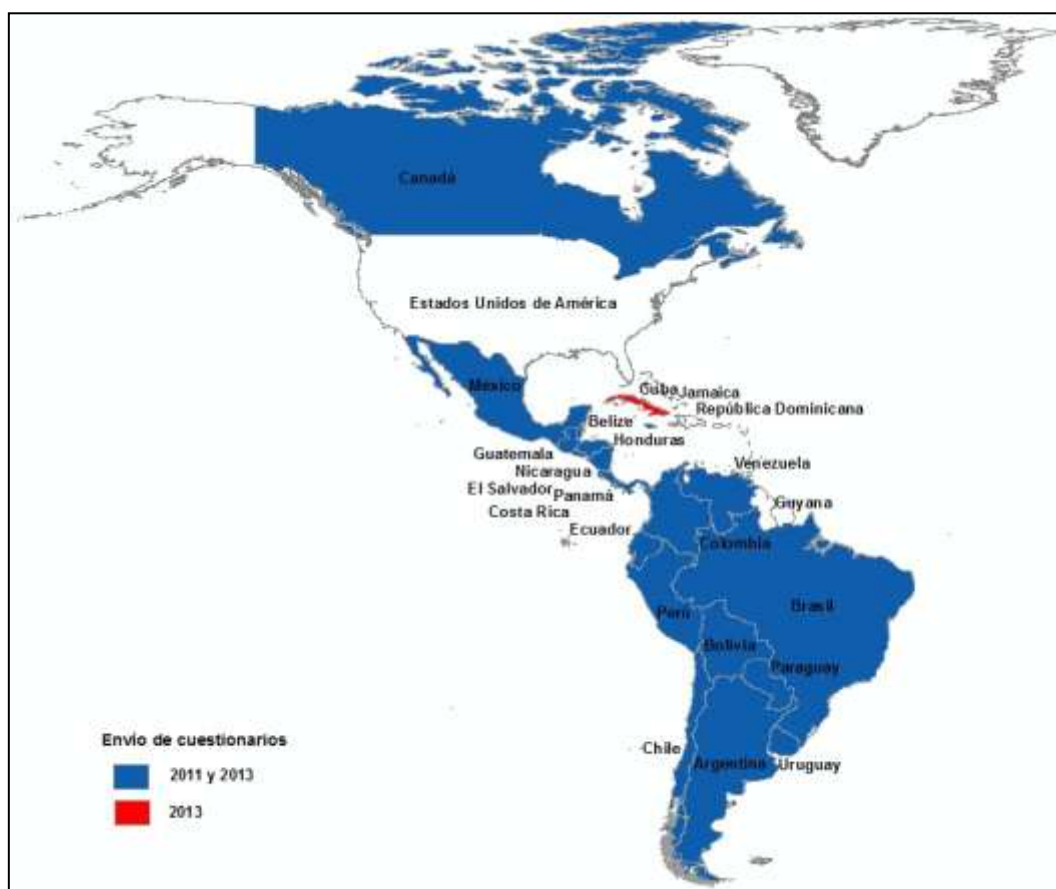 Canadá
Estados Unidos de América
México
Cuba
Jamaica
República Dominicana
Belize
Honduras
Guatemala
Nicaragua
El Salvador
Panamá
Costa Rica
Venezuela
Guyana
Ecuador
Colombia
Brasil
Perú
Bolivia
Paraguay
Chile
Argentina
Uruguay
Envío de cuestionarios
2011 y 2013
2013